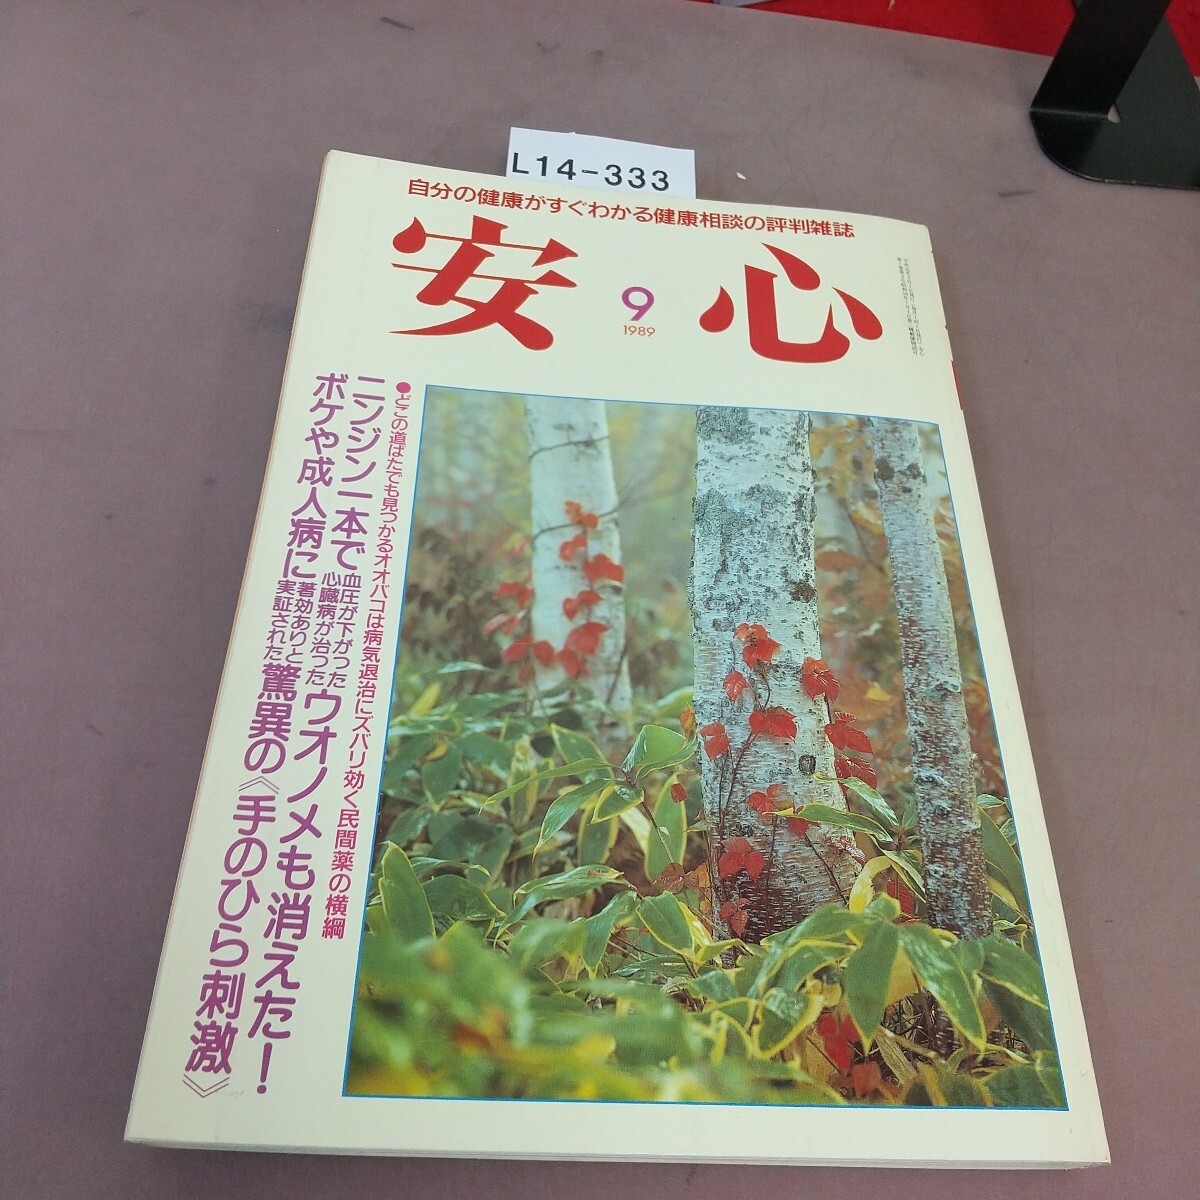 L14-333
自分の健康がすぐわかる健康相談の評判雑誌
安心
9
1989
●どこの道ばたでも見つかるオオバコは病気退治にズバリ効く民間薬の横綱
ニンジン一本で血圧が下がった心臓病が治ったウオノメも消えた!
ボケや成人病に著効ありと実証された驚異の《手のひら刺激》